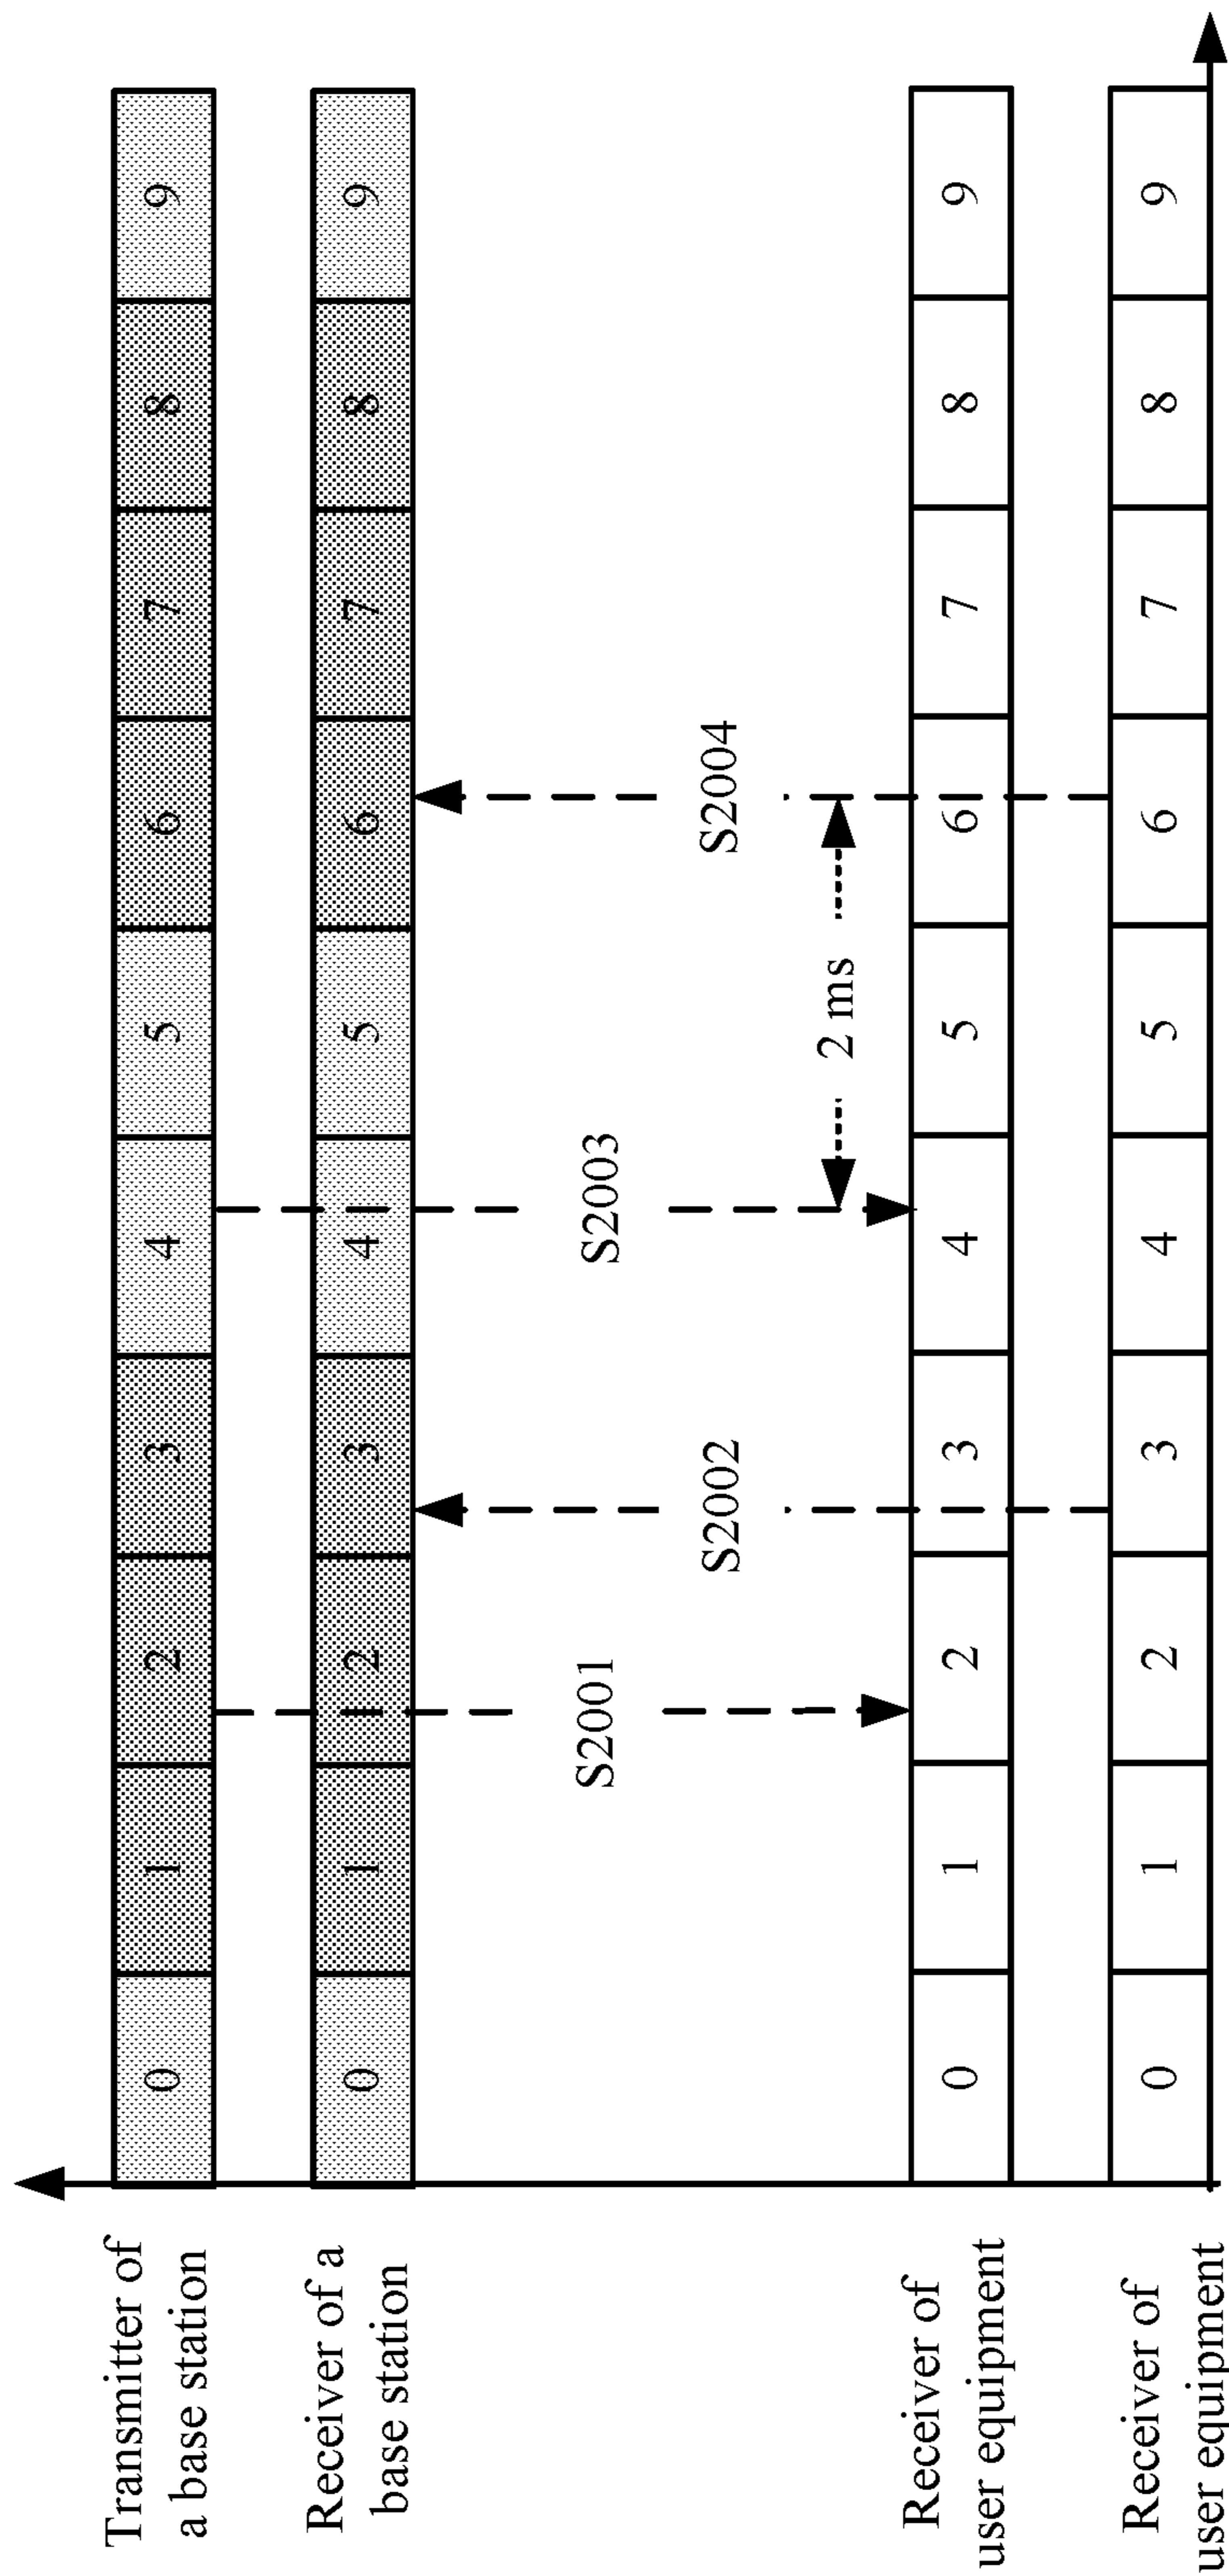 Transmitter of
a base station
0 1 2 3 4 5 6 7 8 9
Receiver of a
base station
0 1 2 3 4 5 6 7 8 9
S2001
S2003
S2002
S2004
2 ms
Receiver of
user equipment
0 1 2 3 4 5 6 7 8 9
Receiver of
user equipment
0 1 2 3 4 5 6 7 8 9